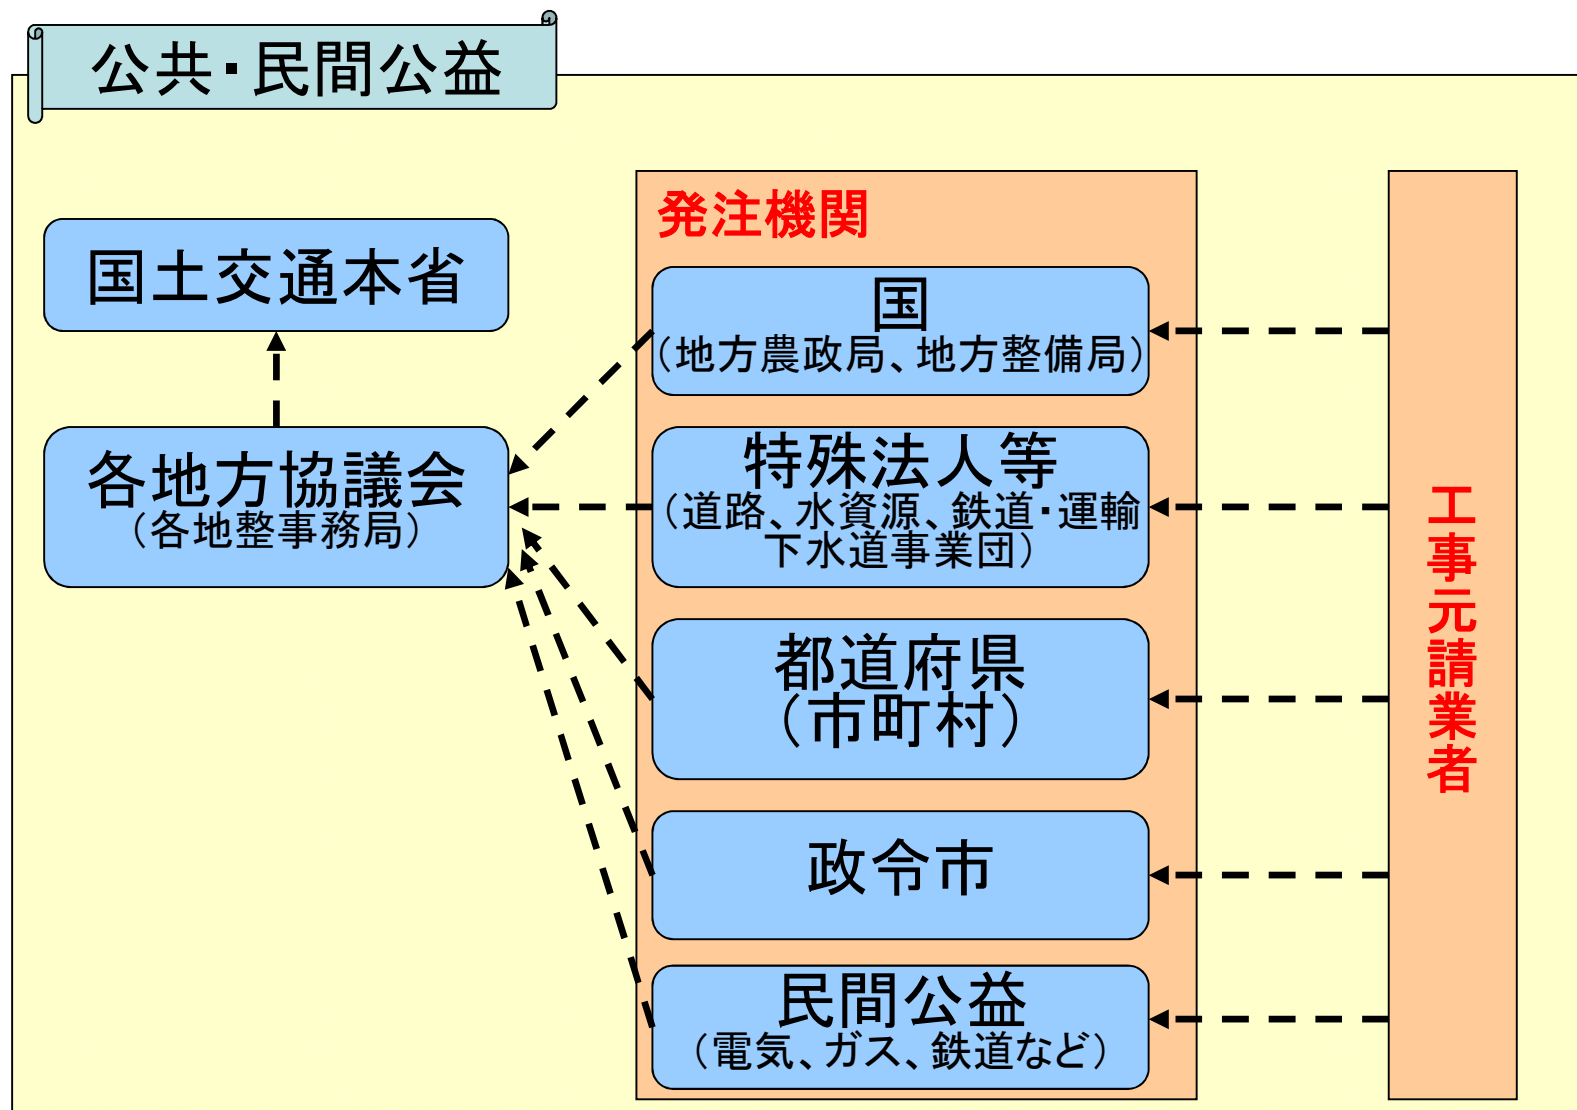 公共・民間公益
国土交通本省
各地方協議会
（各地整事務局）
発注機関
国
（地方農政局、地方整備局）
特殊法人等
（道路、水資源、鉄道・運輸
下水道事業団）
都道府県
（市町村）
政令市
民間公益
（電気、ガス、鉄道など）
工事元請業者